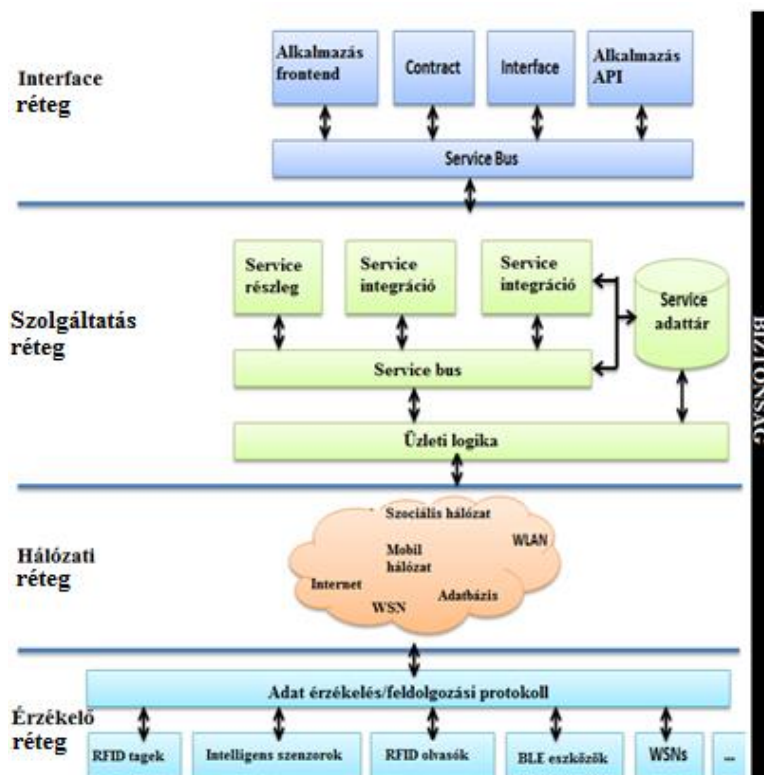 Interface
réteg
Alkalmazás
frontend
Contract
Interface
Alkalmazás
API
Service Bus
Szolgáltatás
réteg
Service
részleg
Service
integráció
Service
integráció
Service
adattár
Service bus
Üzleti logika
BIZTONSÁG
Hálózati
réteg
Szociális hálózat
WLAN
Mobil
hálózat
Internet
Adatbázis
WSN
Érzékelő
réteg
Adat érzékelés/feldolgozási protokoll
RFID tagek
Intelligens szenzorok
RFID olvasók
BLE eszközök
WSNs
...